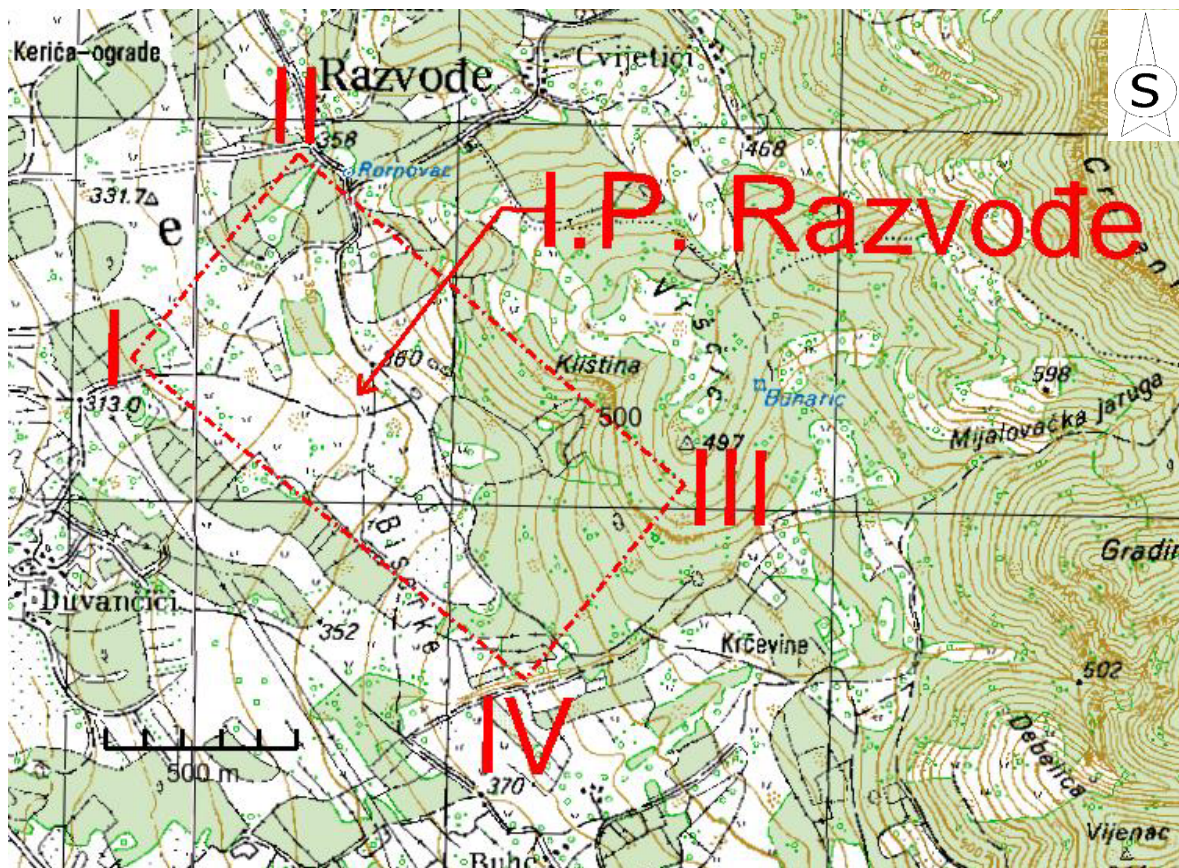 Kerića-ograde
Razvođe
Cvijetići
S
II
358
Rorpovac
468
331.7
e
I.P. Razvođe
I
360
Kliština
500
Bunarić
598
313.0
497
Mijalovačka jaruga
III
Gradin
Duvančići
352
Krčevine
502
IV
500 m
370
Debelica
Vijenac